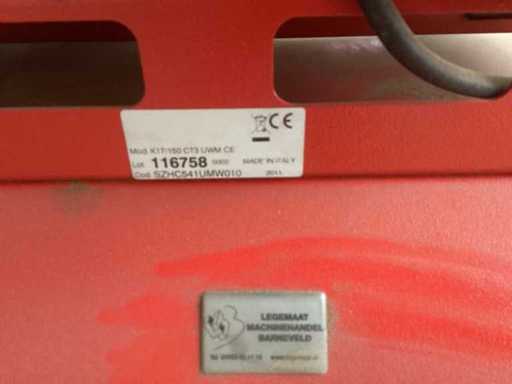 CE
Mod. K17/150 CT3 UWM CE
Lot 116758 MADE IN ITALY
Cod. SZHC541UMW010 2011
LEGEMAAT
MACHINEHANDEL
BARNEVELD